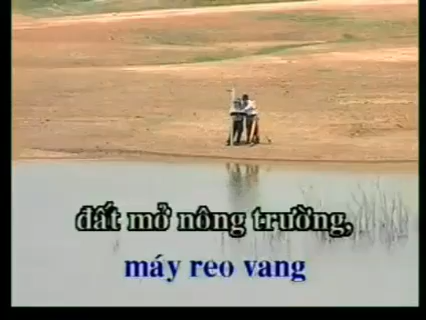 đất mở nông trường,
máy reo vang